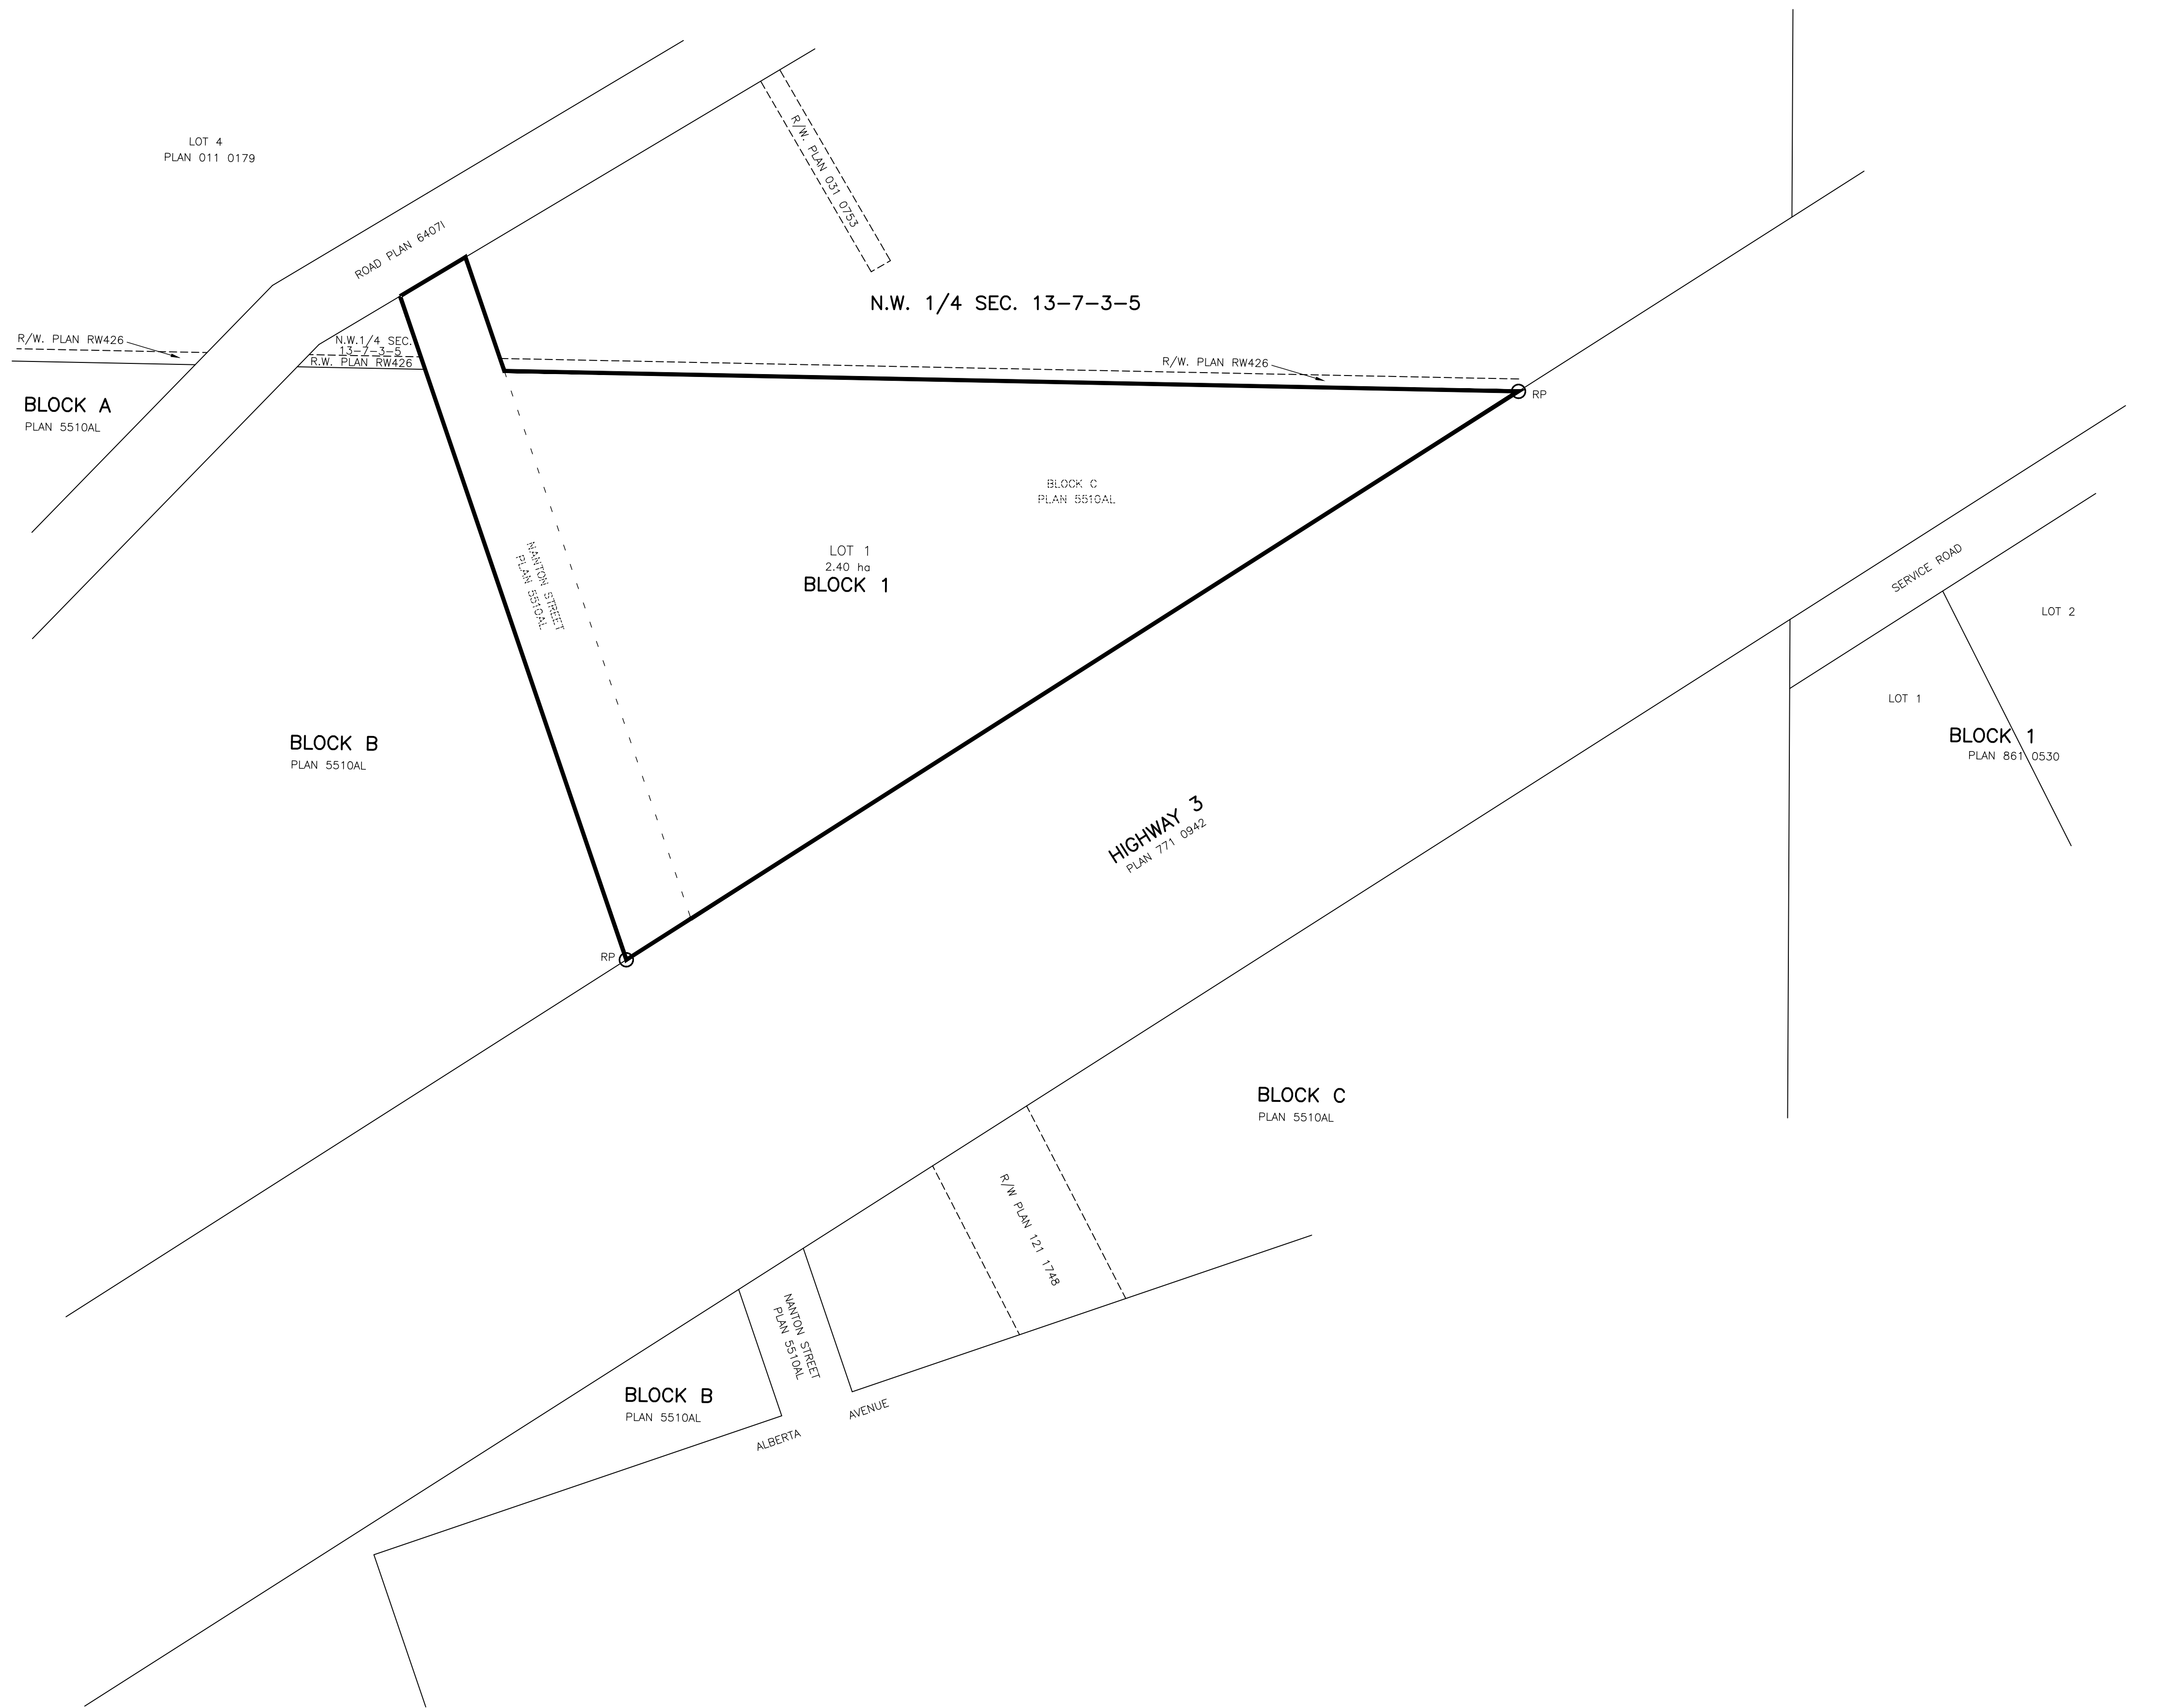 LOT 4
PLAN 011 0179
R/W. PLAN 031 0753
ROAD PLAN 6407I
N.W. 1/4 SEC. 13-7-3-5
R/W. PLAN RW426
N.W.1/4 SEC.
13-7-3-5
R.W. PLAN RW426
R/W. PLAN RW426
RP
BLOCK A
PLAN 5510AL
BLOCK C
PLAN 5510AL
NANTON STREET
PLAN 5510AL
LOT 1
2.40 ha
BLOCK 1
SERVICE ROAD
LOT 2
LOT 1
BLOCK 1
PLAN 861 0530
BLOCK B
PLAN 5510AL
HIGHWAY 3
PLAN 771 0942
RP
BLOCK C
PLAN 5510AL
R/W PLAN 121 1748
NANTON STREET
PLAN 5510AL
BLOCK B
PLAN 5510AL
ALBERTA AVENUE